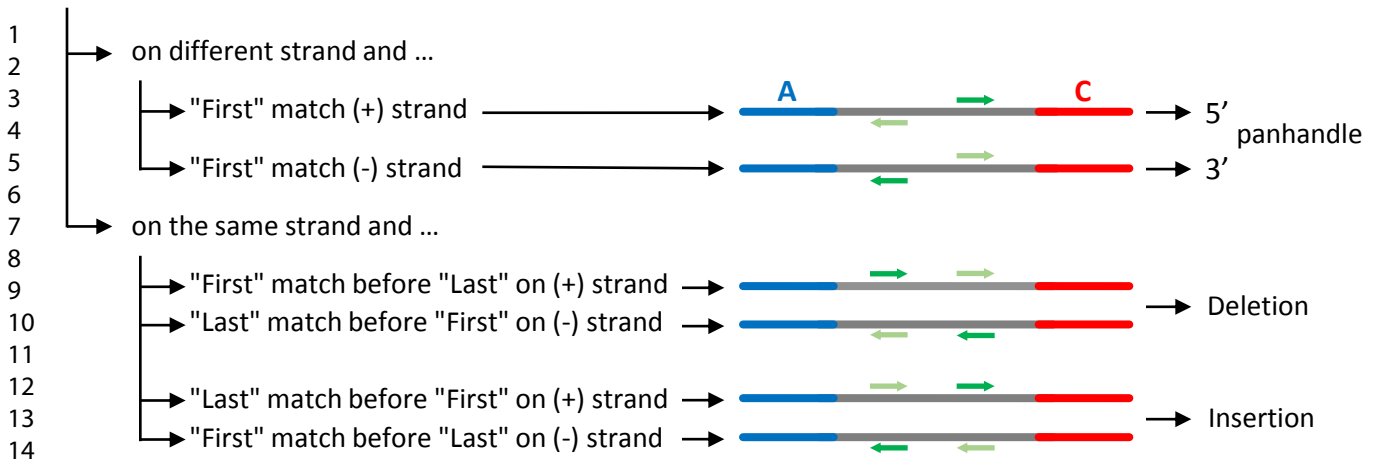 1
2
3
4
5
6
7
8
9
10
11
12
13
14
on different strand and ...
"First" match (+) strand
A
C
5’
"First" match (-) strand
3’
panhandle
on the same strand and ...
"First" match before "Last" on (+) strand
"Last" match before "First" on (-) strand
Deletion
"Last" match before "First" on (+) strand
"First" match before "Last" on (-) strand
Insertion